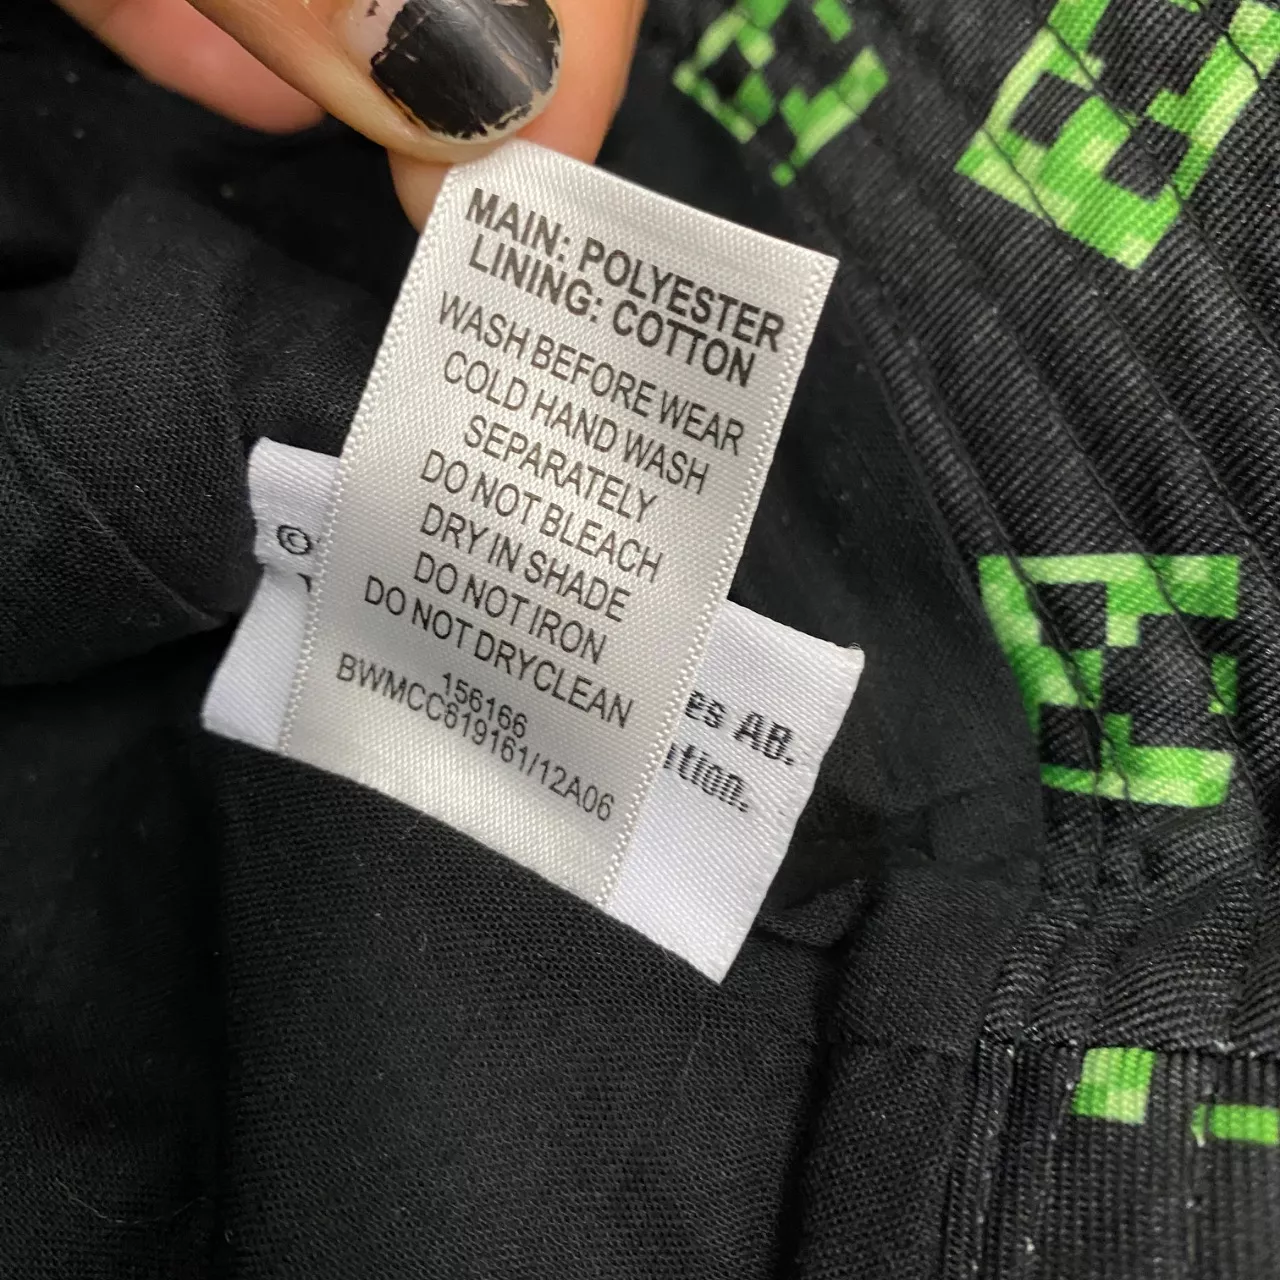 MAIN: POLYESTER
LINING: COTTON
WASH BEFORE WEAR
COLD HAND WASH
SEPARATELY
DO NOT BLEACH
DRY IN SHADE
DO NOT IRON
DO NOT DRYCLEAN
156166
BWMCC619161/12A06
©
es AB.
tion.